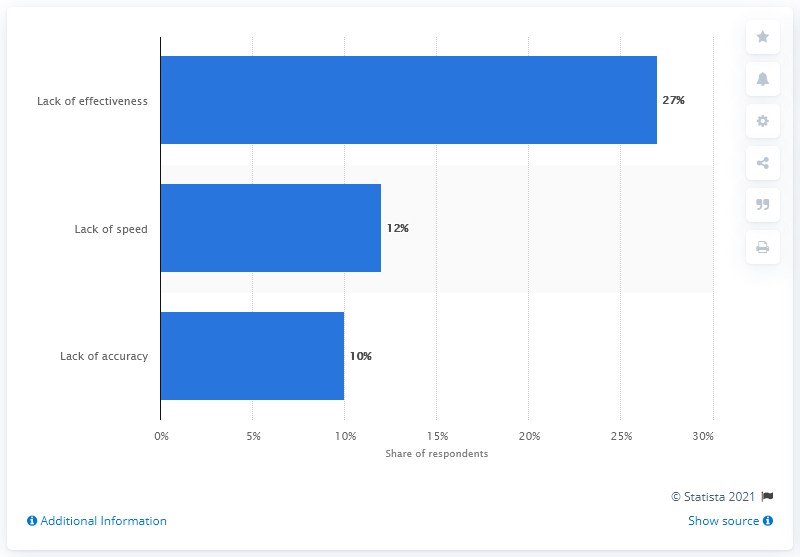 Lack of effectiveness
27%
Lack of speed
12%
Lack of accuracy
10%
0% 5% 10% 15% 20% 25% 30%
Share of respondents
© Statista 2021
Additional Information
Show source